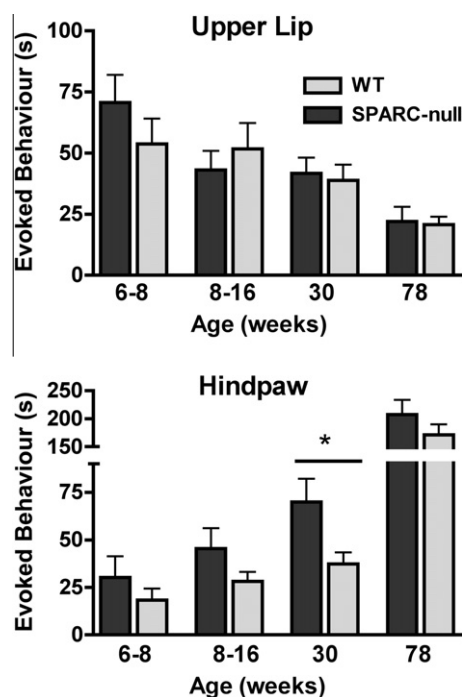 Upper Lip
Evoked Behaviour (s)
100
75
50
25
0
WT
SPARC-null
6-8 8-16 30 78
Age (weeks)
Hindpaw
Evoked Behaviour (s)
250
200
150
75
50
25
0
*
6-8 8-16 30 78
Age (weeks)